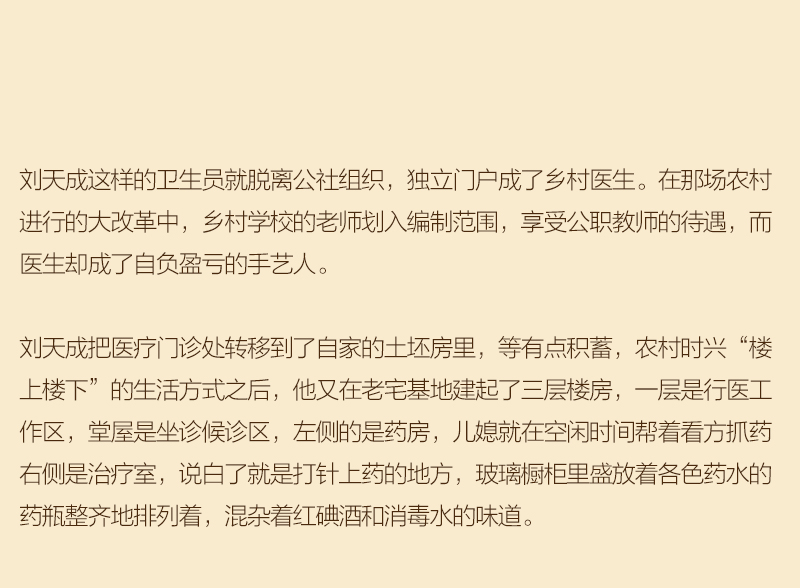 刘天成这样的卫生员就脱离公社组织，独立门户成了乡村医生。在那场农村
进行的大改革中，乡村学校的老师划入编制范围，享受公职教师的待遇，而
医生却成了自负盈亏的手艺人。
刘天成把医疗门诊处转移到了自家的土坯房里，等有点积蓄，农村时兴“楼
上楼下”的生活方式之后，他又在老宅基地建起了三层楼房，一层是行医工
作区，堂屋是坐诊候诊区，左侧的是药房，儿媳就在空闲时间帮着看方抓药
右侧是治疗室，说白了就是打针上药的地方，玻璃橱柜里盛放着各色药水的
药瓶整齐地排列着，混杂着红碘酒和消毒水的味道。